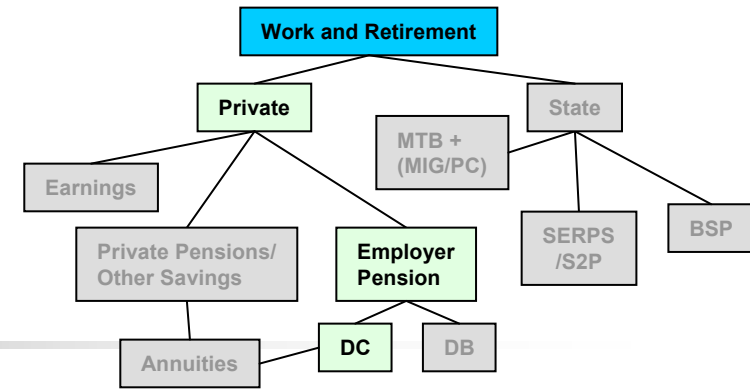 Work and Retirement
Private
State
MTB +
(MIG/PC)
Earnings
Private Pensions/
Other Savings
Employer
Pension
SERPS
/S2P
BSP
Annuities
DC
DB